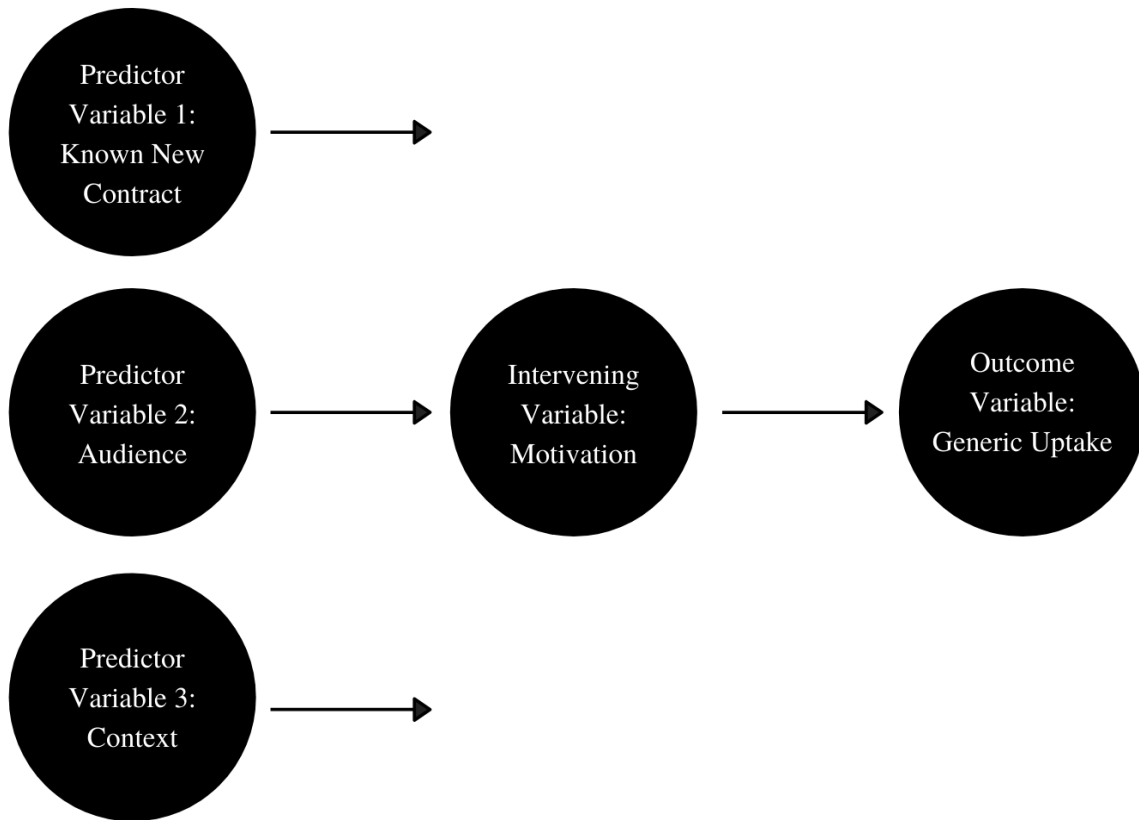 Predictor
Variable 1:
Known New
Contract
Predictor
Variable 2:
Audience
Intervening
Variable:
Motivation
Outcome
Variable:
Generic Uptake
Predictor
Variable 3:
Context